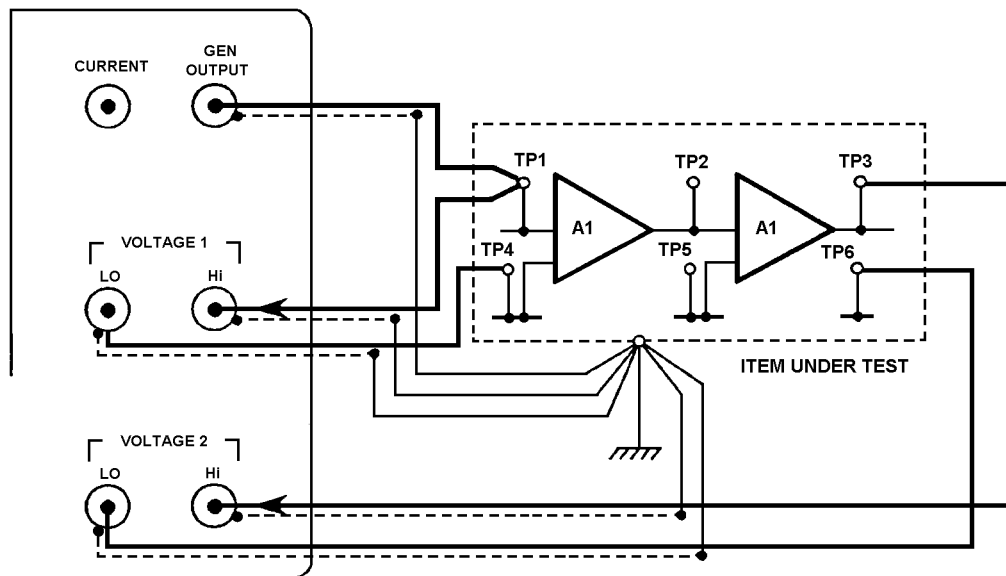 CURRENT
GEN
OUTPUT
VOLTAGE 1
LO
Hi
VOLTAGE 2
LO
Hi
TP1
TP2
TP3
A1
A1
TP4
TP5
TP6
ITEM UNDER TEST